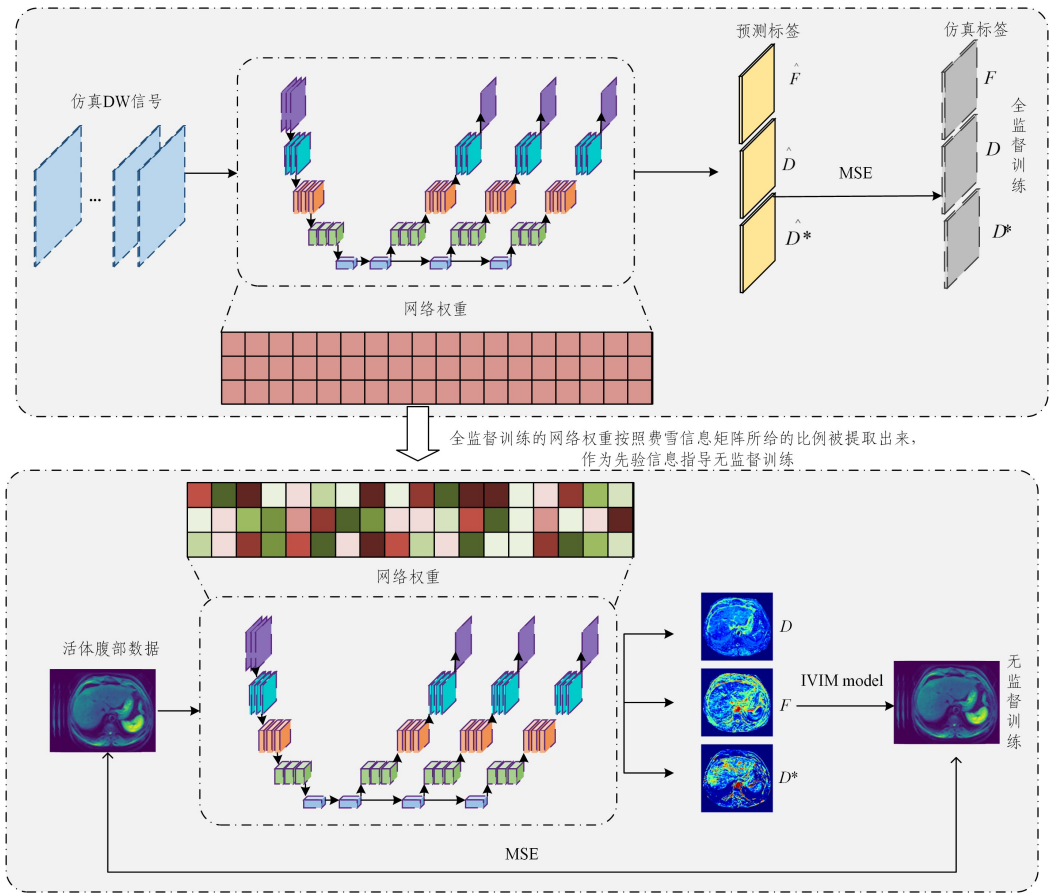 预测标签
仿真标签
仿真DW信号
...
F̂
F
D̂
D
D̂*
D*
MSE
全监督训练
网络权重
全监督训练的网络权重按照费雪信息矩阵所给的比例被提取出来,
作为先验信息指导无监督训练
网络权重
活体腹部数据
D
F
D*
IVIM model
无监督训练
MSE